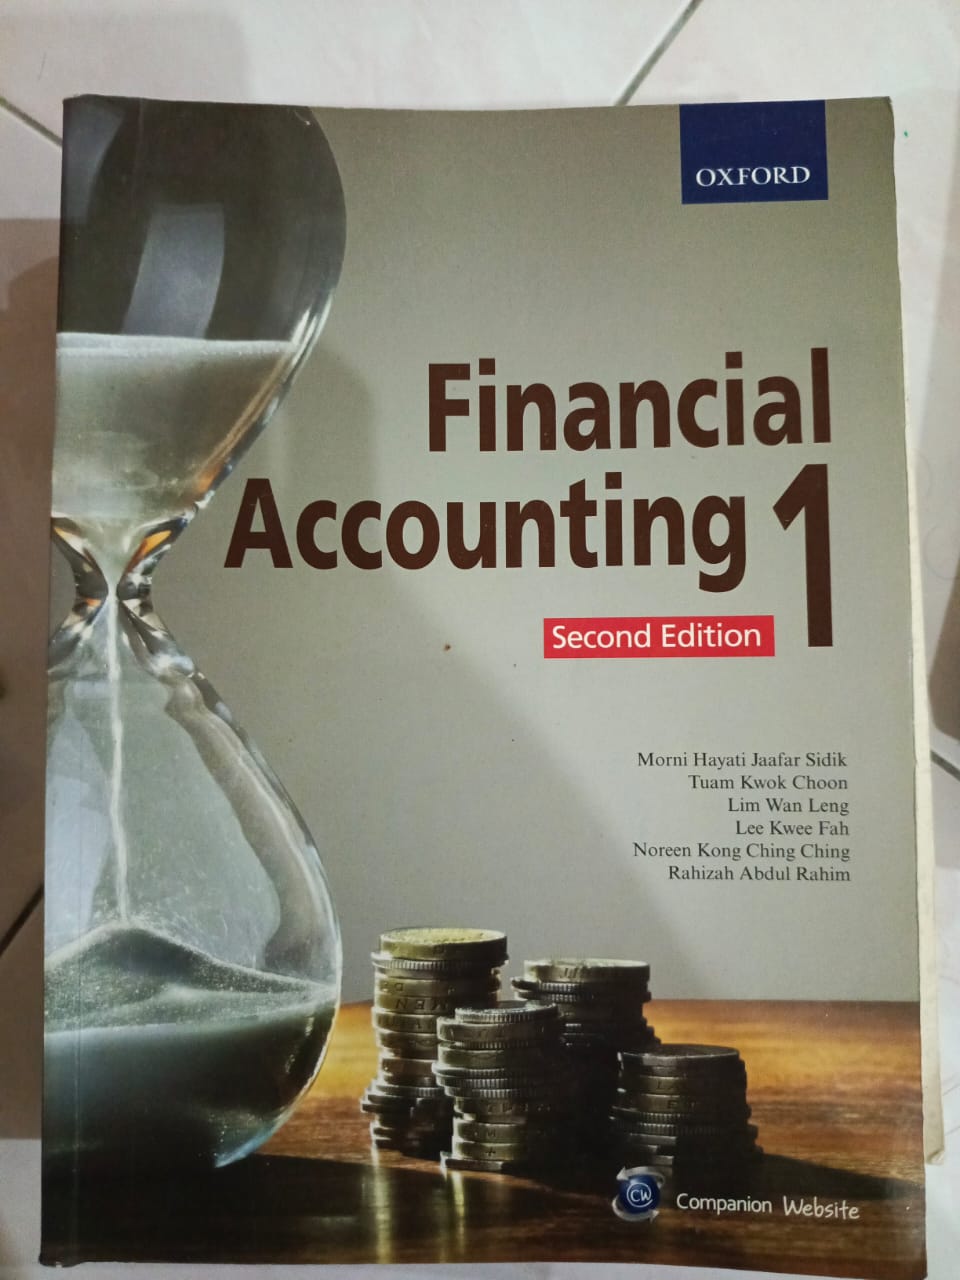 OXFORD
Financial
Accounting 1
Second Edition
Morni Hayati Jaafar Sidik
Tuam Kwok Choon
Lim Wan Leng
Lee Kwee Fah
Noreen Kong Ching Ching
Rahizah Abdul Rahim
CW
Companion Website